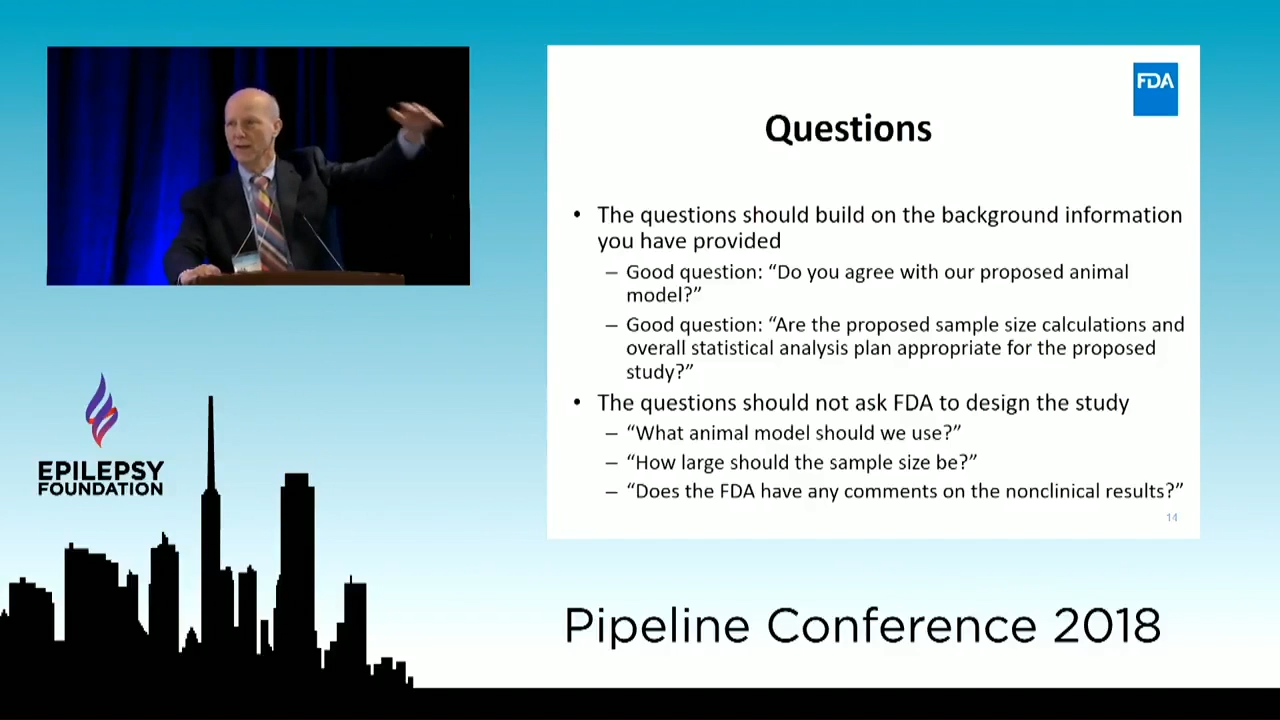 FDA
Questions
• The questions should build on the background information
you have provided
– Good question: “Do you agree with our proposed animal
model?”
– Good question: “Are the proposed sample size calculations and
overall statistical analysis plan appropriate for the proposed
study?”
• The questions should not ask FDA to design the study
– “What animal model should we use?”
– “How large should the sample size be?”
– “Does the FDA have any comments on the nonclinical results?”
14
EPILEPSY
FOUNDATION
Pipeline Conference 2018